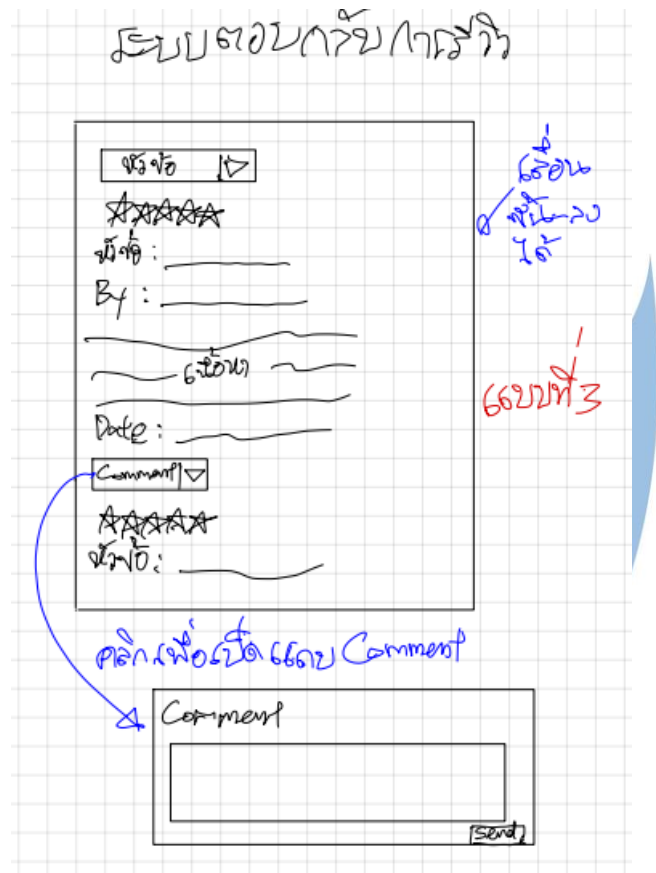 ระบบตอบกลับการรีวิว
หัวข้อ
เลื่อน
ขึ้น-ลง
ได้
หัวข้อ :
By :
เนื้อหา
แบบที่ 3
Date :
Comment
หัวข้อ :
คลิกเพื่อเปิดแถบ Comment
Comment
Send